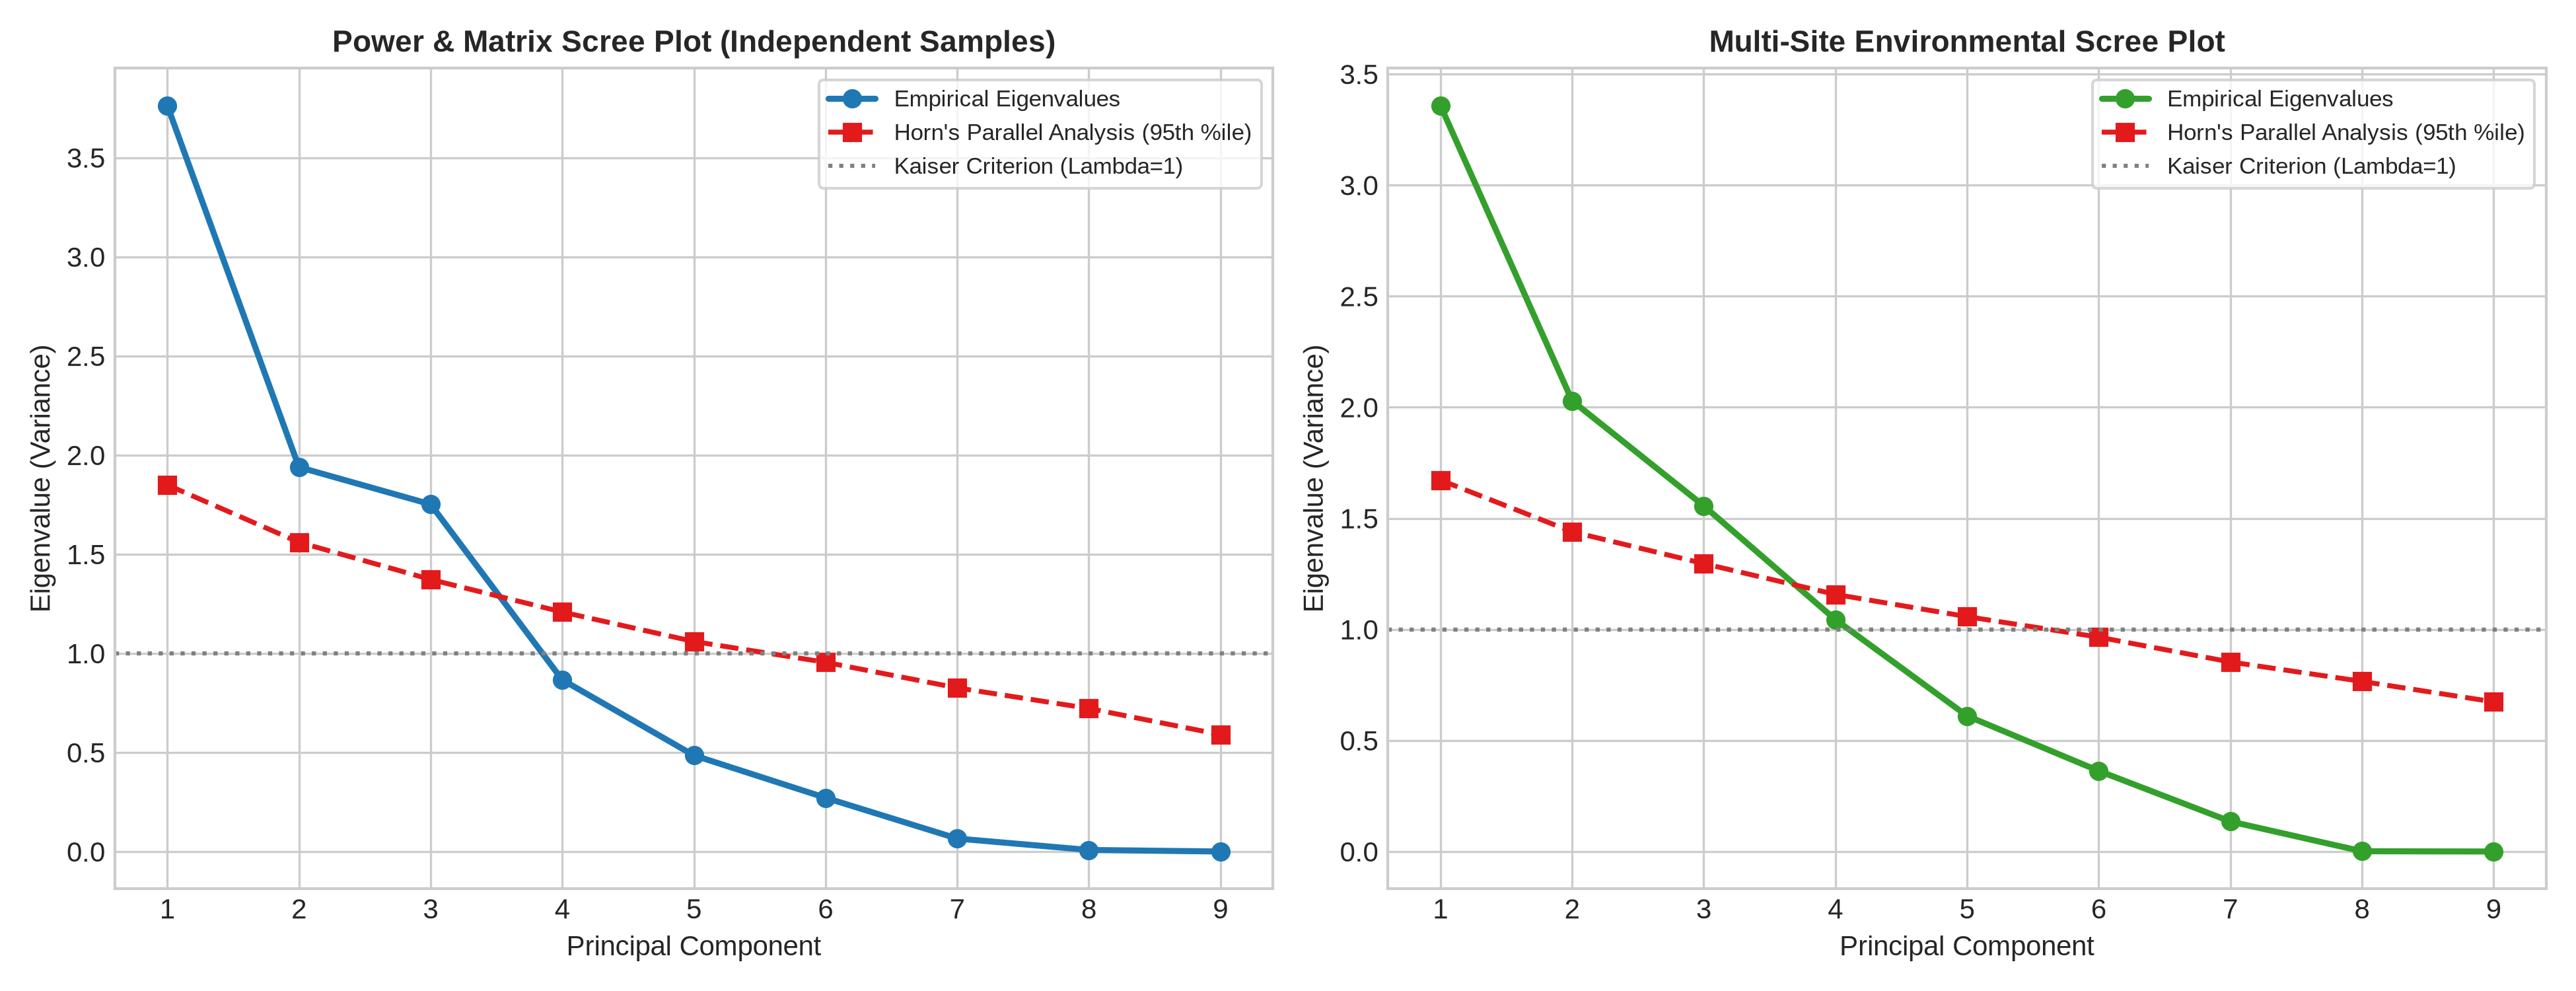 Power & Matrix Scree Plot (Independent Samples)
Empirical Eigenvalues
Horn's Parallel Analysis (95th %ile)
Kaiser Criterion (Lambda=1)
Eigenvalue (Variance)
3.5
3.0
2.5
2.0
1.5
1.0
0.5
0.0
1 2 3 4 5 6 7 8 9
Principal Component
Multi-Site Environmental Scree Plot
Empirical Eigenvalues
Horn's Parallel Analysis (95th %ile)
Kaiser Criterion (Lambda=1)
Eigenvalue (Variance)
3.5
3.0
2.5
2.0
1.5
1.0
0.5
0.0
1 2 3 4 5 6 7 8 9
Principal Component